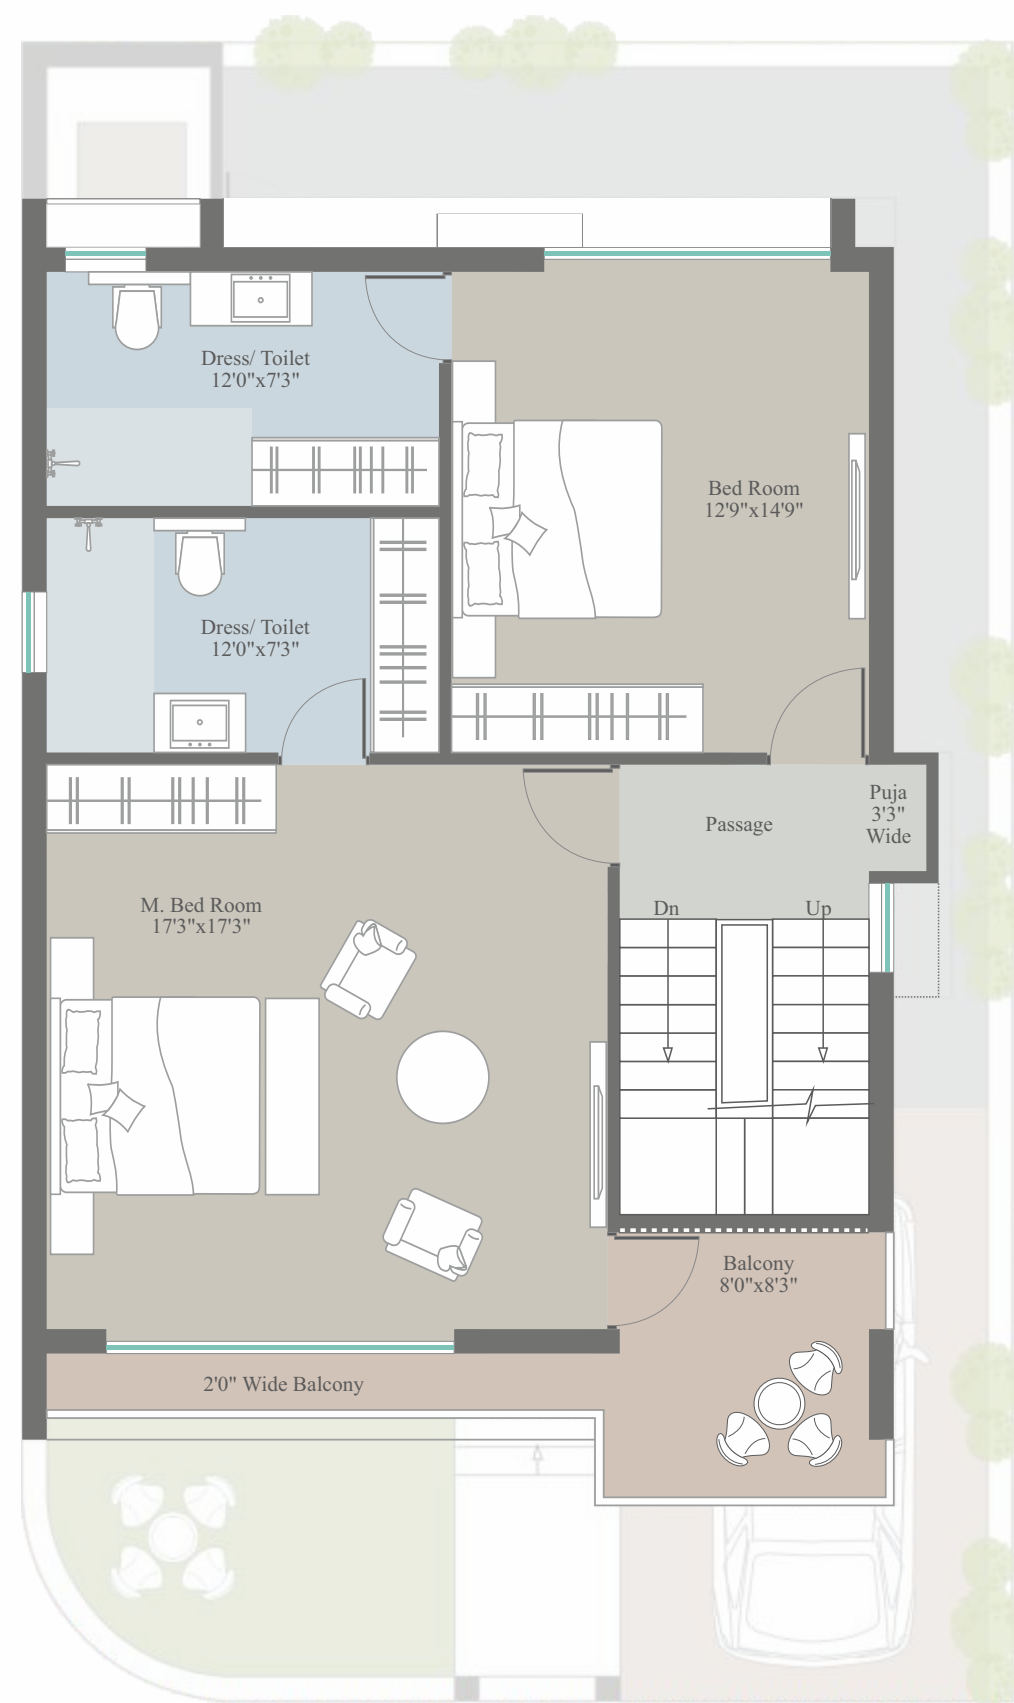 Dress/ Toilet
12'0"x7'3"
Bed Room
12'9"x14'9"
Dress/ Toilet
12'0"x7'3"
Puja
3'3"
Wide
Passage
M. Bed Room
17'3"x17'3"
Dn
Up
Balcony
8'0"x8'3"
2'0" Wide Balcony